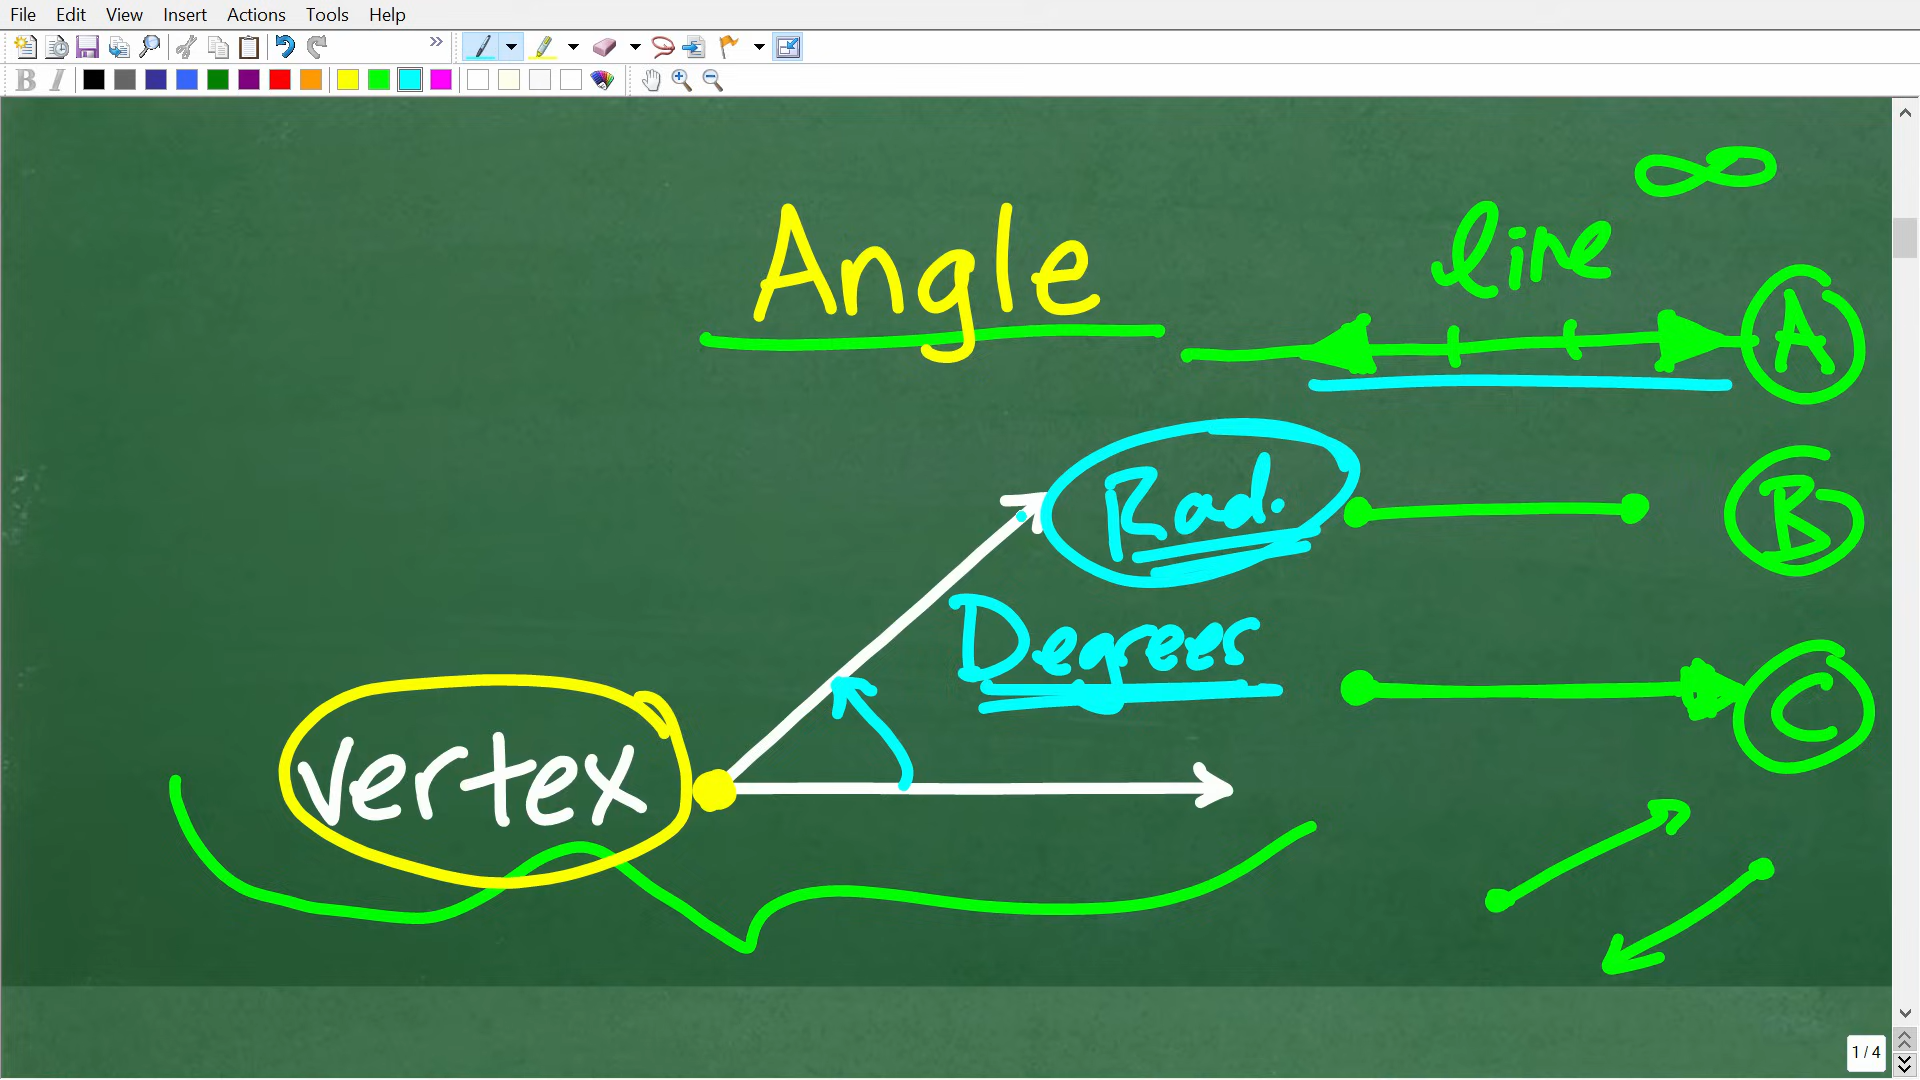 File Edit View Insert Actions Tools Help
B I
∞
Angle
line
A
Rad.
B
Degrees
C
vertex
1 / 4